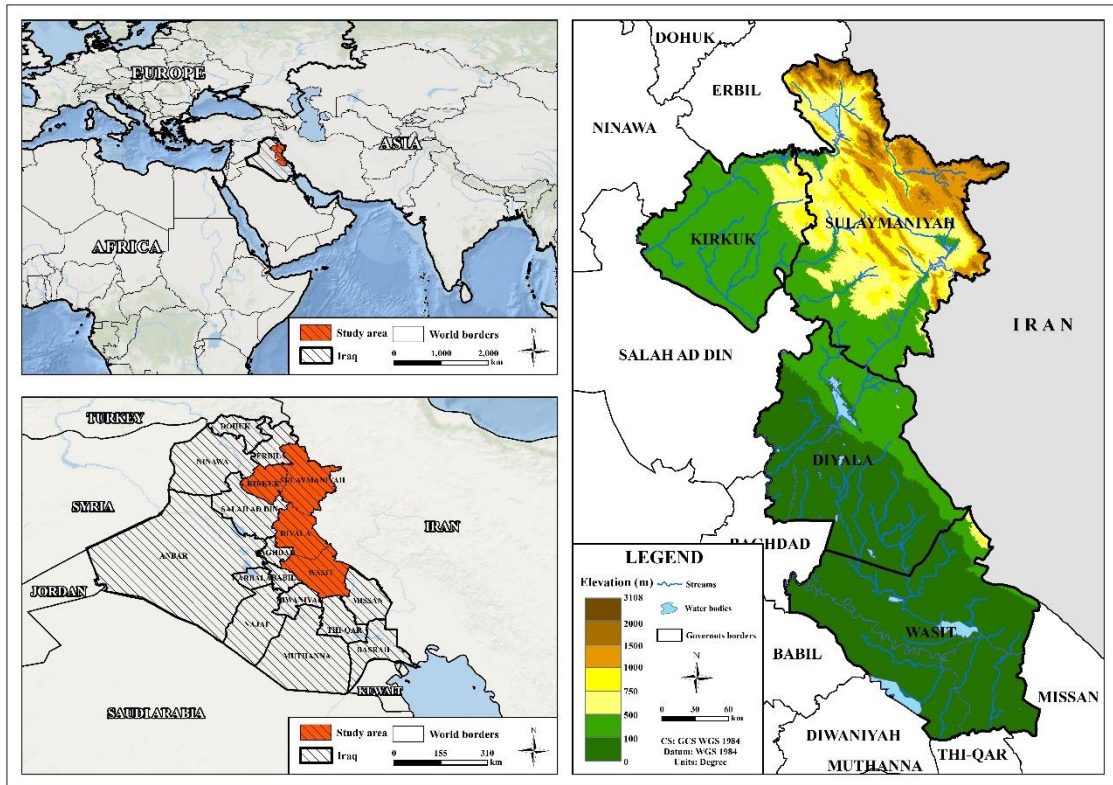 EUROPE
ASIA
AFRICA
N
Study area
World borders
Iraq
0 1,000 2,000
km
TURKEY
DOHUK
NINAWA
ERBIL
SULAYMANIYAH
KIRKUK
SYRIA
SALAH AD DIN
IRAN
DIYALA
ANBAR
BAGHDAD
WASIT
JORDAN
KARBALA
BABIL
DIWANIYAH
MISSAN
NAJAF
THI-QAR
MUTHANNA
BASRAH
KUWAIT
SAUDI ARABIA
N
Study area
World borders
Iraq
0 155 310
km
DOHUK
ERBIL
NINAWA
SULAYMANIYAH
KIRKUK
IRAN
SALAH AD DIN
DIYALA
BAGHDAD
WASIT
BABIL
MISSAN
DIWANIYAH
THI-QAR
MUTHANNA
LEGEND
Elevation (m)
3108
2000
1500
1000
750
500
100
0
Streams
Water bodies
Governots borders
N
0 30 60
km
CS: GCS WGS 1984
Datum: WGS 1984
Units: Degree